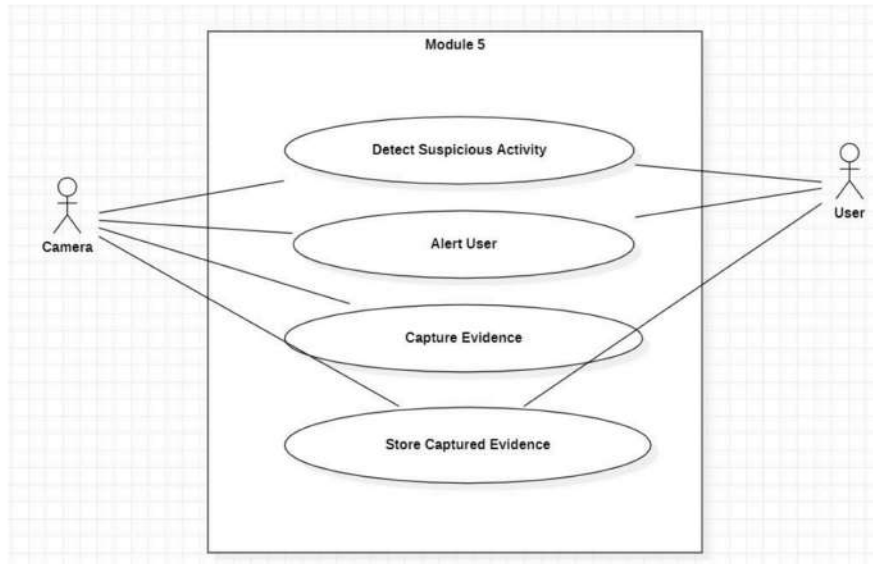 Module 5
Detect Suspicious Activity
Camera
User
Alert User
Capture Evidence
Store Captured Evidence